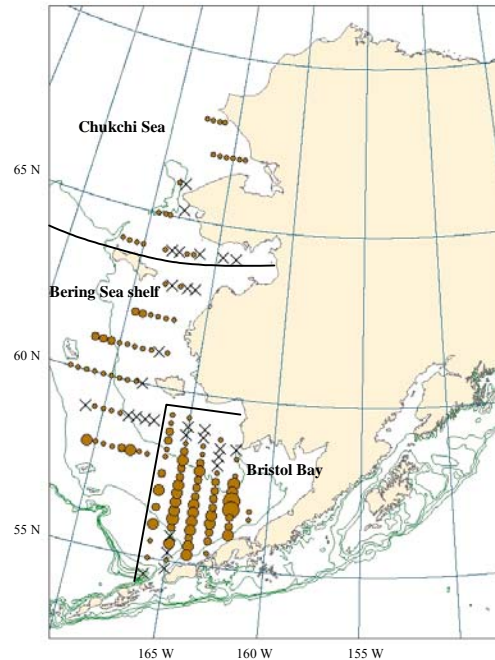 Chukchi Sea
65 N
Bering Sea shelf
60 N
Bristol Bay
55 N
165 W 160 W 155 W